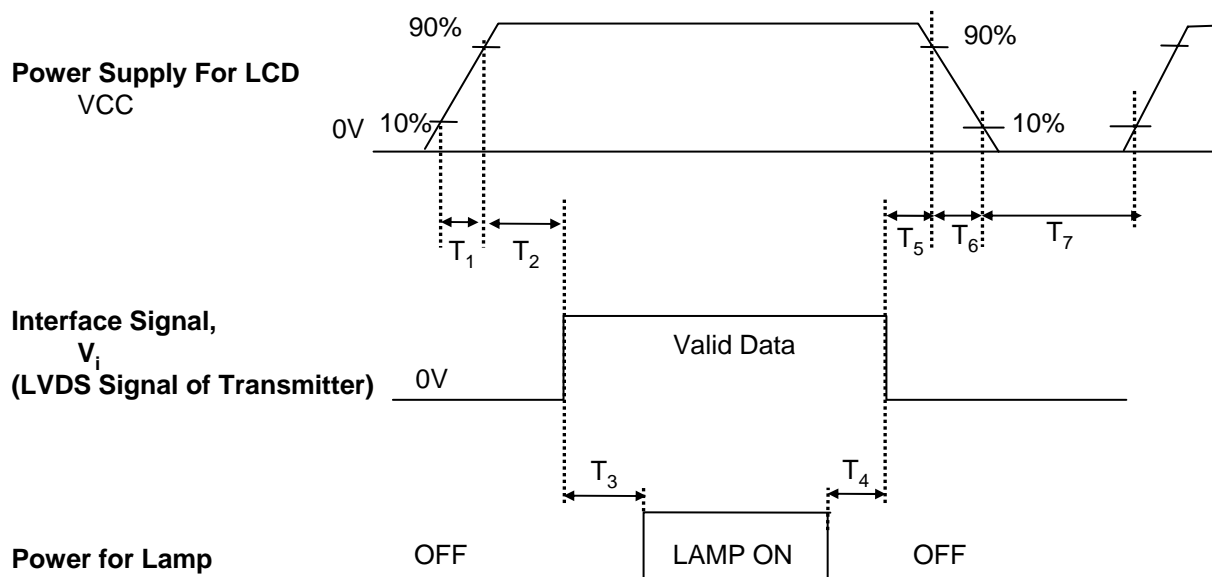 90%
90%
Power Supply For LCD
VCC
0V
10%
10%
T1
T2
T5
T6
T7
Interface Signal,
Vi
(LVDS Signal of Transmitter)
Valid Data
0V
T3
T4
Power for Lamp
OFF
LAMP ON
OFF